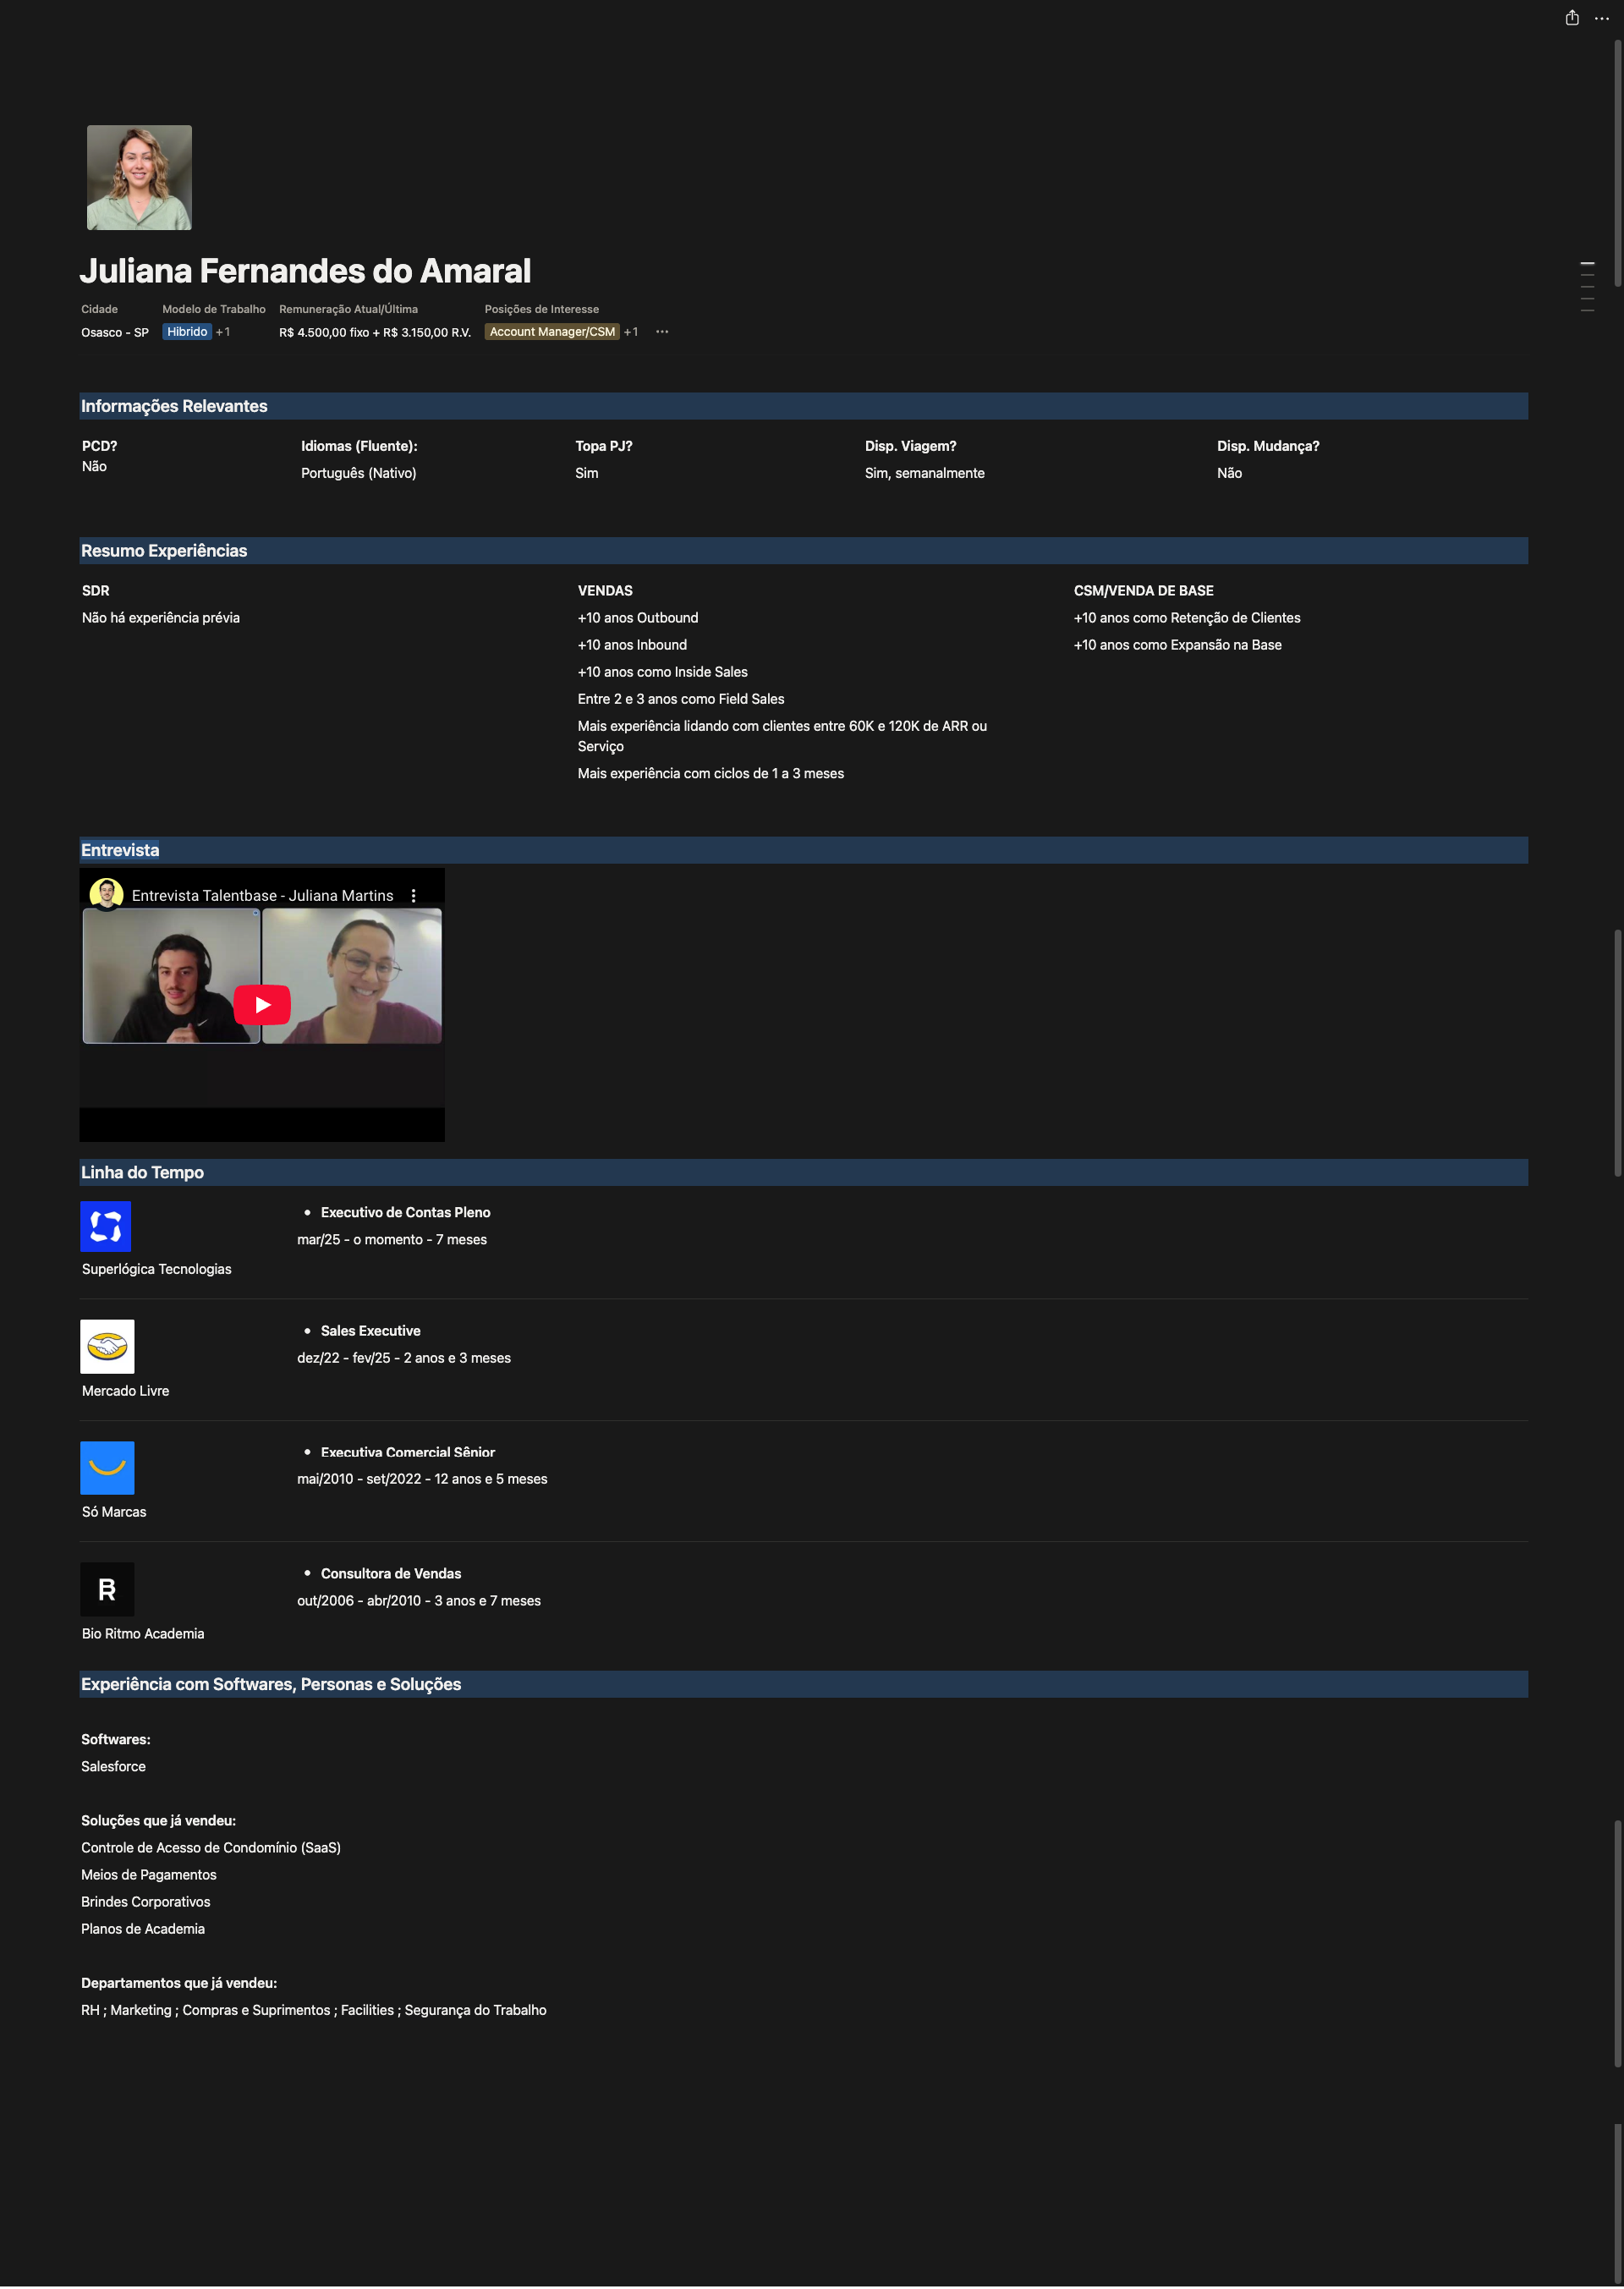 Juliana Fernandes do Amaral
Cidade
Modelo de Trabalho
Remuneração Atual/Última
Posições de Interesse
Osasco - SP
Hibrido +1
R$ 4.500,00 fixo + R$ 3.150,00 R.V.
Account Manager/CSM +1
Informações Relevantes
PCD?
Não
Idiomas (Fluente):
Português (Nativo)
Topa PJ?
Sim
Disp. Viagem?
Sim, semanalmente
Disp. Mudança?
Não
Resumo Experiências
SDR
Não há experiência prévia
VENDAS
+10 anos Outbound
+10 anos Inbound
+10 anos como Inside Sales
Entre 2 e 3 anos como Field Sales
Mais experiência lidando com clientes entre 60K e 120K de ARR ou
Serviço
Mais experiência com ciclos de 1 a 3 meses
CSM/VENDA DE BASE
+10 anos como Retenção de Clientes
+10 anos como Expansão na Base
Entrevista
Entrevista Talentbase - Juliana Martins
Linha do Tempo
Superlógica Tecnologias
• Executivo de Contas Pleno
mar/25 - o momento - 7 meses
Mercado Livre
• Sales Executive
dez/22 - fev/25 - 2 anos e 3 meses
Só Marcas
• Executiva Comercial Sênior
mai/2010 - set/2022 - 12 anos e 5 meses
R
Bio Ritmo Academia
• Consultora de Vendas
out/2006 - abr/2010 - 3 anos e 7 meses
Experiência com Softwares, Personas e Soluções
Softwares:
Salesforce
Soluções que já vendeu:
Controle de Acesso de Condomínio (SaaS)
Meios de Pagamentos
Brindes Corporativos
Planos de Academia
Departamentos que já vendeu:
RH ; Marketing ; Compras e Suprimentos ; Facilities ; Segurança do Trabalho